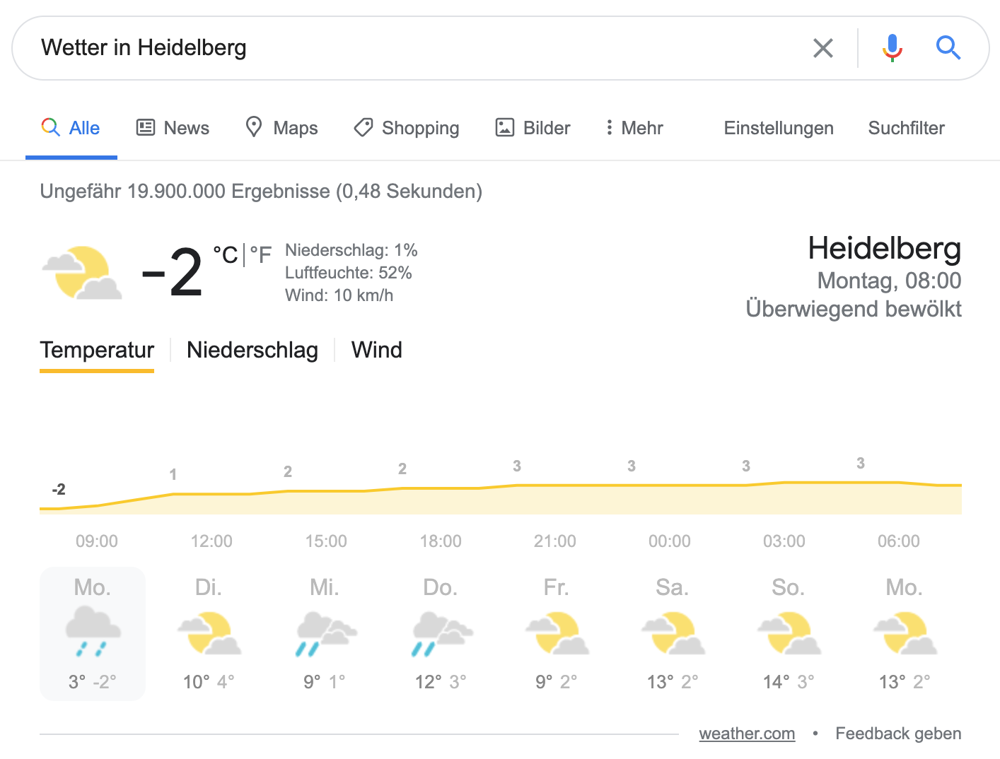 Wetter in Heidelberg
Alle News Maps Shopping Bilder Mehr Einstellungen Suchfilter
Ungefähr 19.900.000 Ergebnisse (0,48 Sekunden)
-2 °C | °F
Niederschlag: 1%
Luftfeuchte: 52%
Wind: 10 km/h
Heidelberg
Montag, 08:00
Überwiegend bewölkt
Temperatur Niederschlag Wind
-2 1 2 2 3 3 3 3
09:00 12:00 15:00 18:00 21:00 00:00 03:00 06:00
Mo. Di. Mi. Do. Fr. Sa. So. Mo.
3° -2° 10° 4° 9° 1° 12° 3° 9° 2° 13° 2° 14° 3° 13° 2°
weather.com • Feedback geben